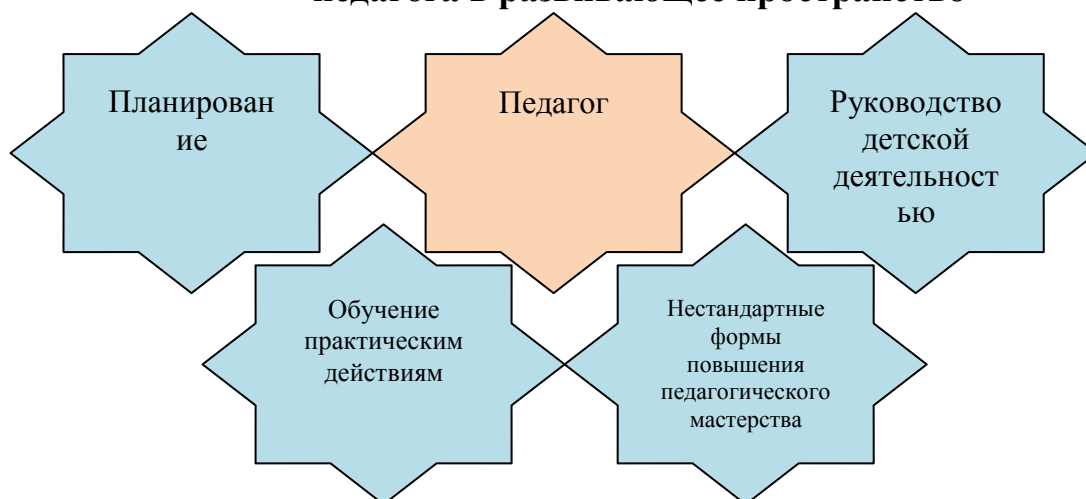 педагога в развивающее пространство
Планирован
ие
Педагог
Руководство
детской
деятельност
ью
Обучение
практическим
действиям
Нестандартные
формы
повышения
педагогического
мастерства